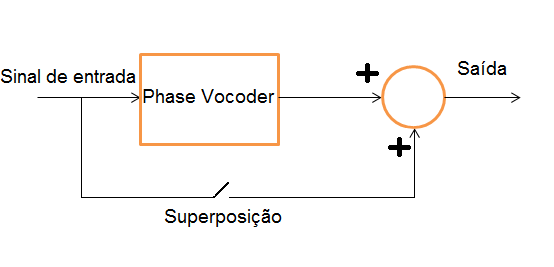 Sinal de entrada
Phase Vocoder
+
Saída
+
Superposição